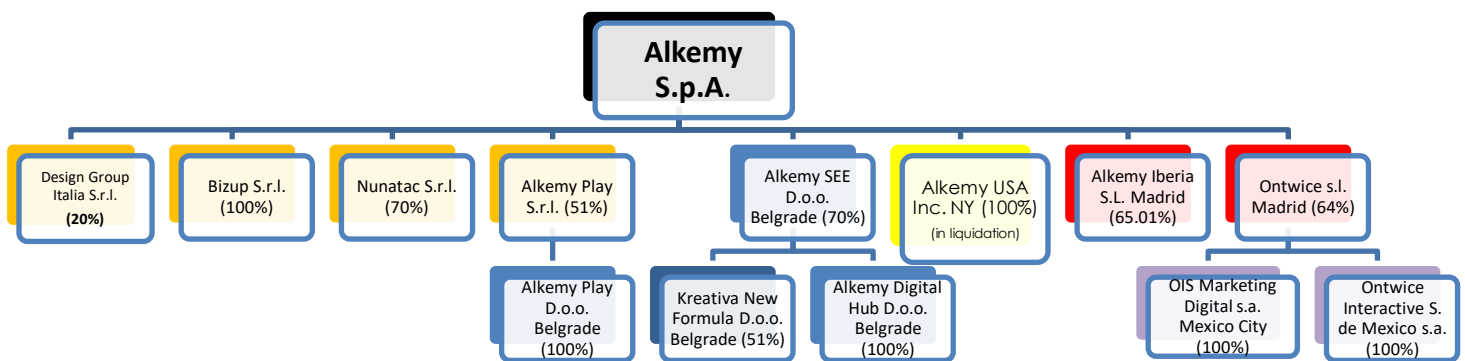 Alkemy
S.p.A.
Design Group
Italia S.r.l.
(20%)
Bizup S.r.l.
(100%)
Nunatac S.r.l.
(70%)
Alkemy Play
S.r.l. (51%)
Alkemy SEE
D.o.o.
Belgrade (70%)
Alkemy USA
Inc. NY (100%)
(in liquidation)
Alkemy Iberia
S.L. Madrid
(65.01%)
Ontwice s.l.
Madrid (64%)
Alkemy Play
D.o.o.
Belgrade
(100%)
Kreativa New
Formula D.o.o.
Belgrade (51%)
Alkemy Digital
Hub D.o.o.
Belgrade
(100%)
OIS Marketing
Digital s.a.
Mexico City
(100%)
Ontwice
Interactive S.
de Mexico s.a.
(100%)